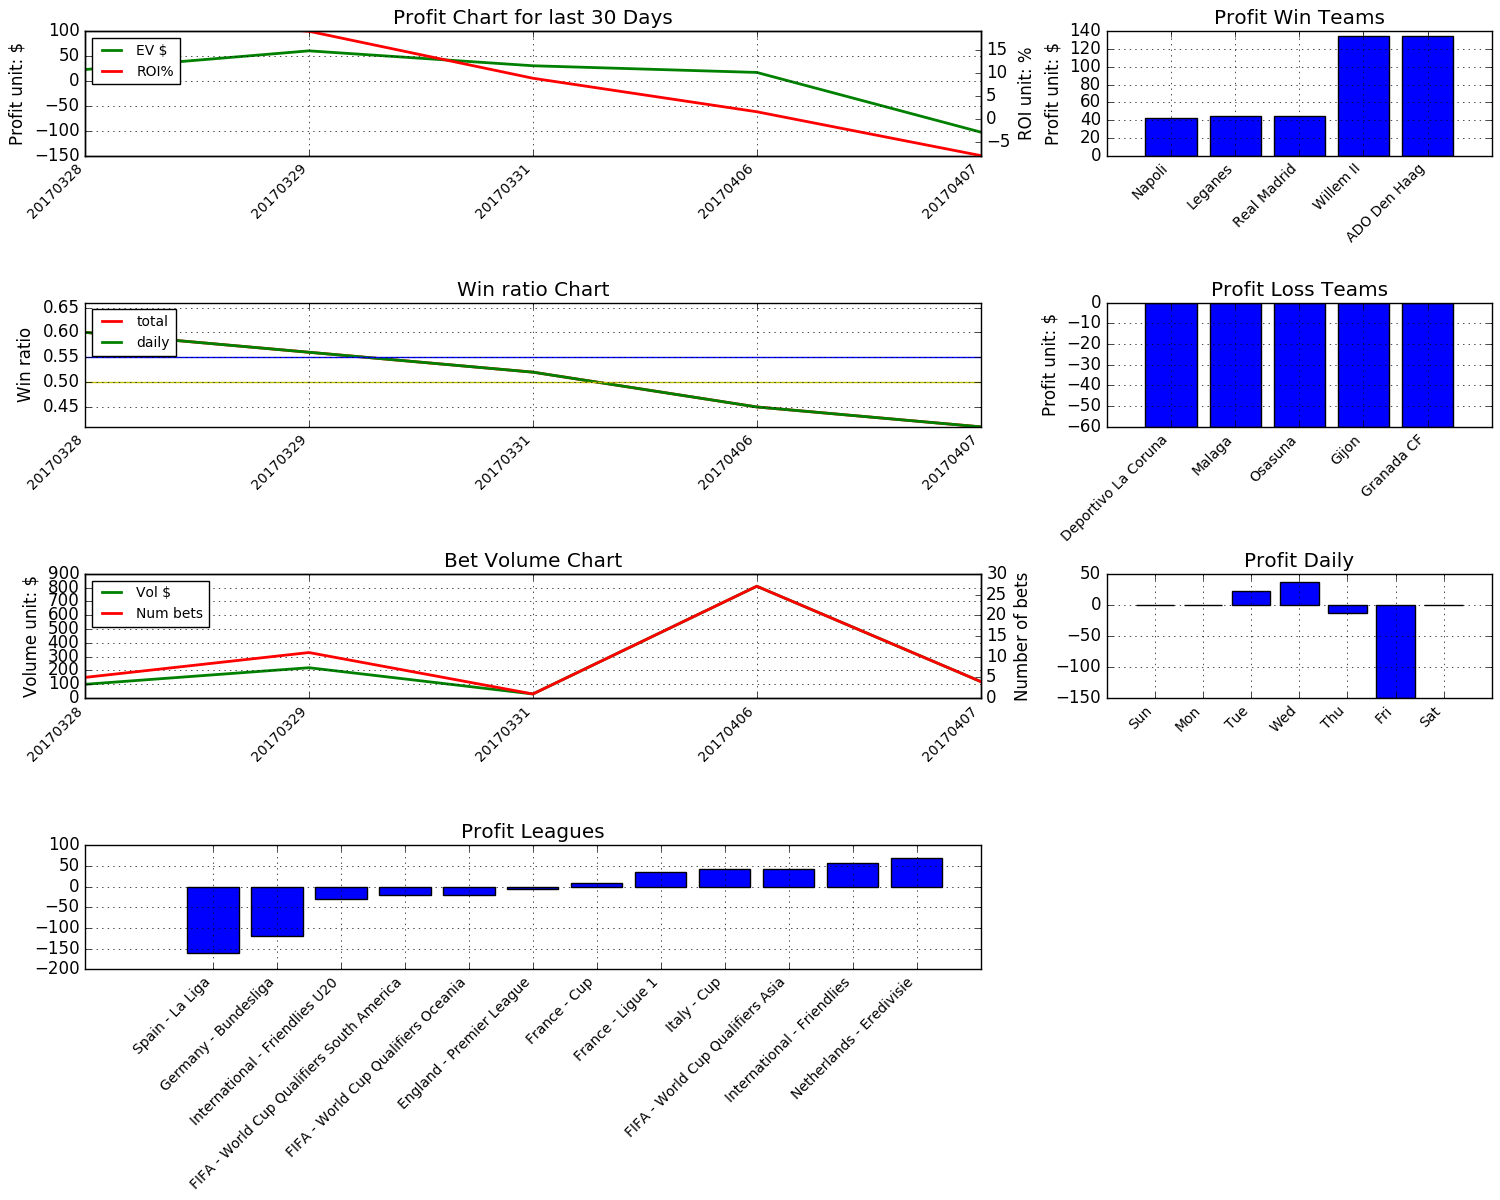 Profit Chart for last 30 Days
Profit unit: $
100
50
0
−50
−100
−150
EV $
ROI%
15
10
5
0
−5
ROI unit: %
20170328
20170329
20170331
20170406
20170407
Profit Win Teams
Profit unit: $
140
120
100
80
60
40
20
0
Napoli
Leganes
Real Madrid
Willem II
ADO Den Haag
Win ratio Chart
Win ratio
0.65
0.60
0.55
0.50
0.45
total
daily
20170328
20170329
20170331
20170406
20170407
Profit Loss Teams
Profit unit: $
0
−10
−20
−30
−40
−50
−60
Deportivo La Coruna
Malaga
Osasuna
Gijon
Granada CF
Bet Volume Chart
Volume unit: $
900
800
700
600
500
400
300
200
100
0
Vol $
Num bets
30
25
20
15
10
5
0
Number of bets
20170328
20170329
20170331
20170406
20170407
Profit Daily
50
0
−50
−100
−150
Sun
Mon
Tue
Wed
Thu
Fri
Sat
Profit Leagues
100
50
0
−50
−100
−150
−200
Spain - La Liga
Germany - Bundesliga
International - Friendlies U20
FIFA - World Cup Qualifiers South America
FIFA - World Cup Qualifiers Oceania
England - Premier League
France - Cup
France - Ligue 1
Italy - Cup
FIFA - World Cup Qualifiers Asia
International - Friendlies
Netherlands - Eredivisie